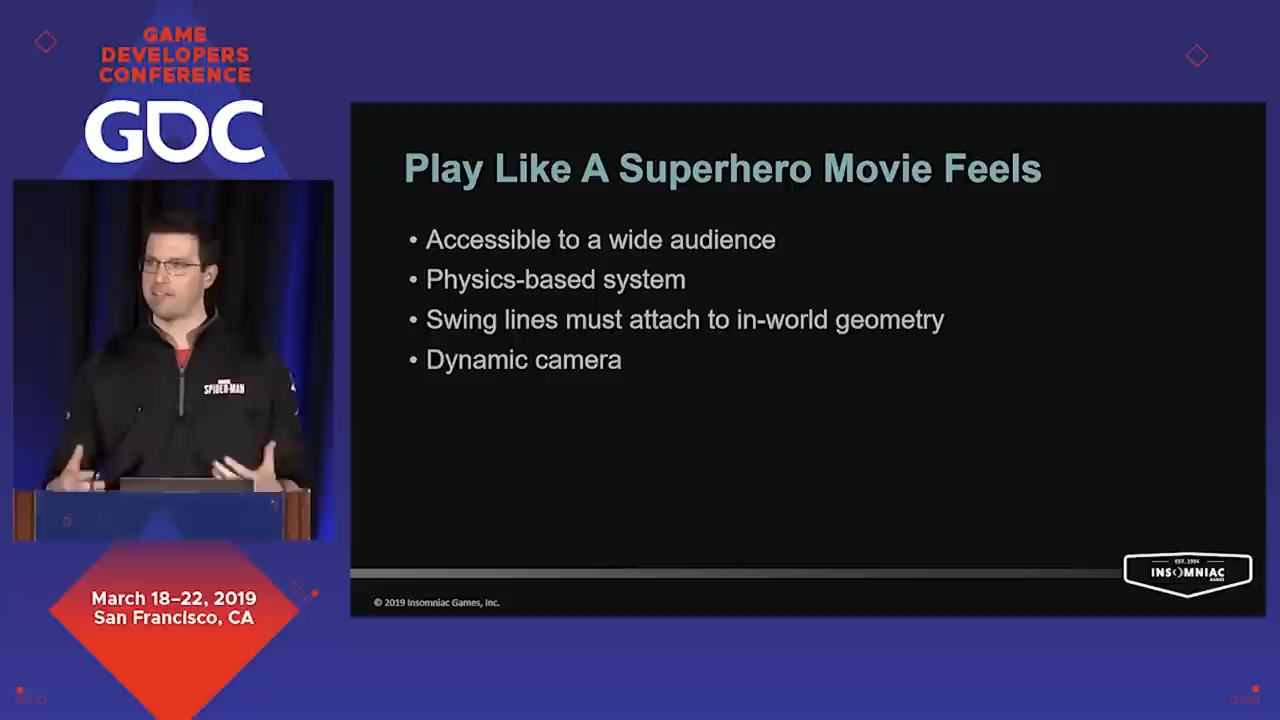 GAME
DEVELOPERS
CONFERENCE
GDC
SPIDER-MAN
March 18–22, 2019
San Francisco, CA
Play Like A Superhero Movie Feels
• Accessible to a wide audience
• Physics-based system
• Swing lines must attach to in-world geometry
• Dynamic camera
EST. 1994
INSOMNIAC
GAMES
© 2019 Insomniac Games, Inc.